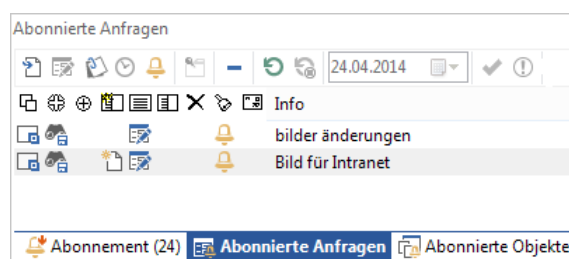 Abonnierte Anfragen
24.04.2014
Info
bilder änderungen
Bild für Intranet
Abonnement (24) Abonnierte Anfragen Abonnierte Objekte